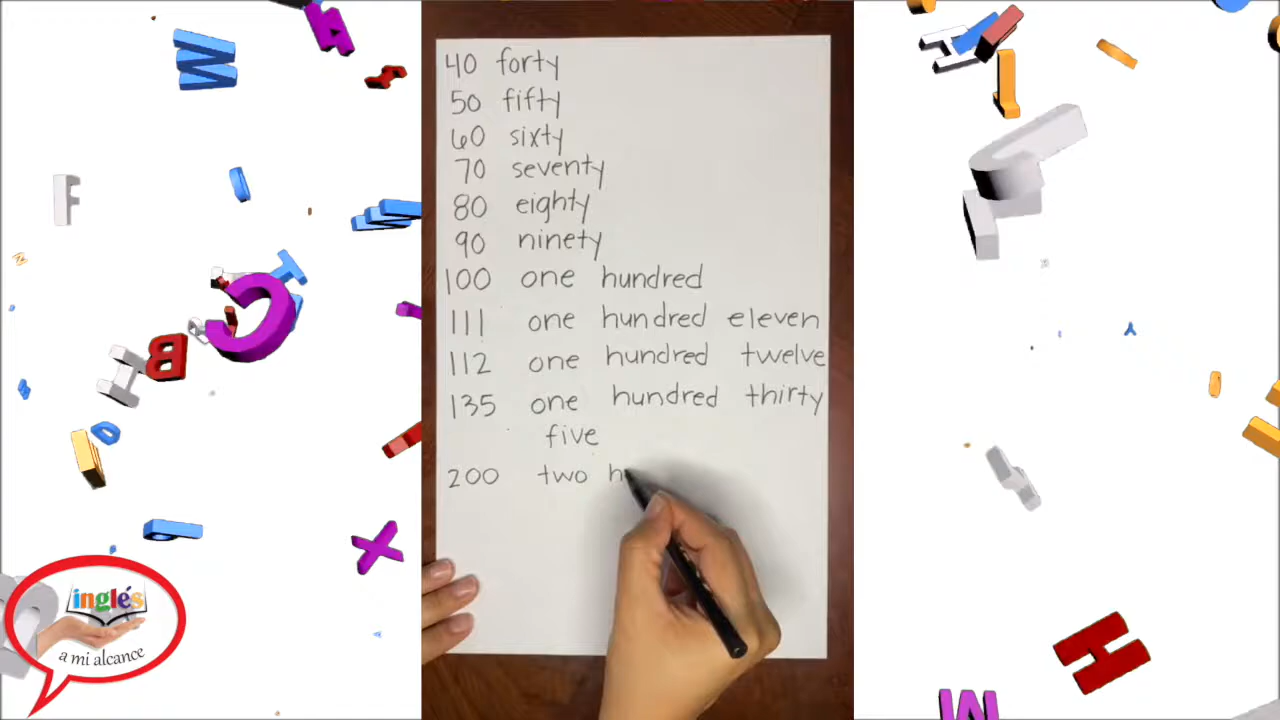 40 forty
50 fifty
60 sixty
70 seventy
80 eighty
90 ninety
100 one hundred
111 one hundred eleven
112 one hundred twelve
135 one hundred thirty
five
200 two h
inglés
a mi alcance